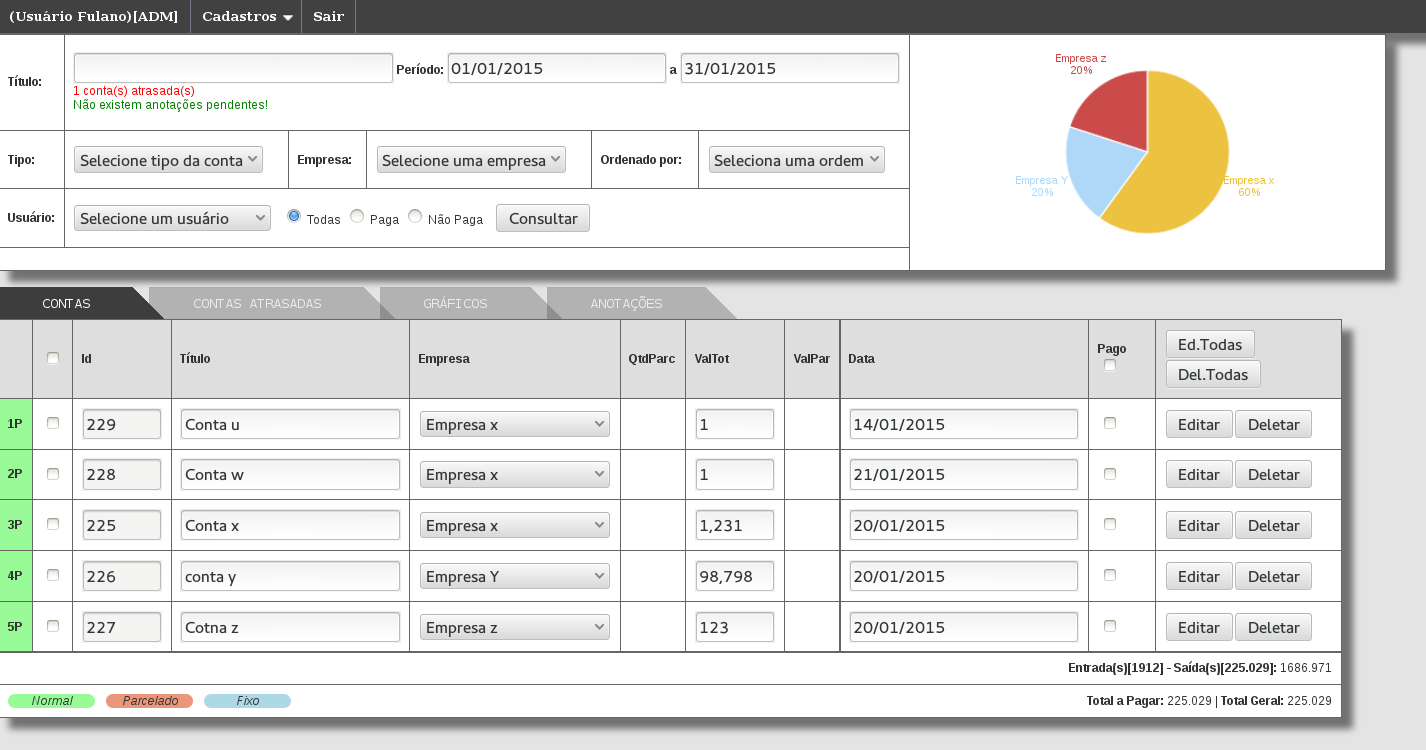 (Usuário Fulano)[ADM] Cadastros Sair
Título: Período: 01/01/2015 a 31/01/2015
1 conta(s) atrasada(s)
Não existem anotações pendentes!
Tipo: Selecione tipo da conta Empresa: Selecione uma empresa Ordenado por: Seleciona uma ordem
Usuário: Selecione um usuário Todas Paga Não Paga Consultar
Empresa z
20%
Empresa Y
20%
Empresa x
60%
CONTAS CONTAS ATRASADAS GRÁFICOS ANOTAÇÕES
Id Título Empresa QtdParc ValTot ValPar Data Pago Ed.Todas
Del.Todas
1P 229 Conta u Empresa x 1 14/01/2015 Editar Deletar
2P 228 Conta w Empresa x 1 21/01/2015 Editar Deletar
3P 225 Conta x Empresa x 1,231 20/01/2015 Editar Deletar
4P 226 conta y Empresa Y 98,798 20/01/2015 Editar Deletar
5P 227 Cotna z Empresa z 123 20/01/2015 Editar Deletar
Entrada(s)[1912] - Saída(s)[225.029]: 1686.971
Normal Parcelado Fixo Total a Pagar: 225.029 | Total Geral: 225.029